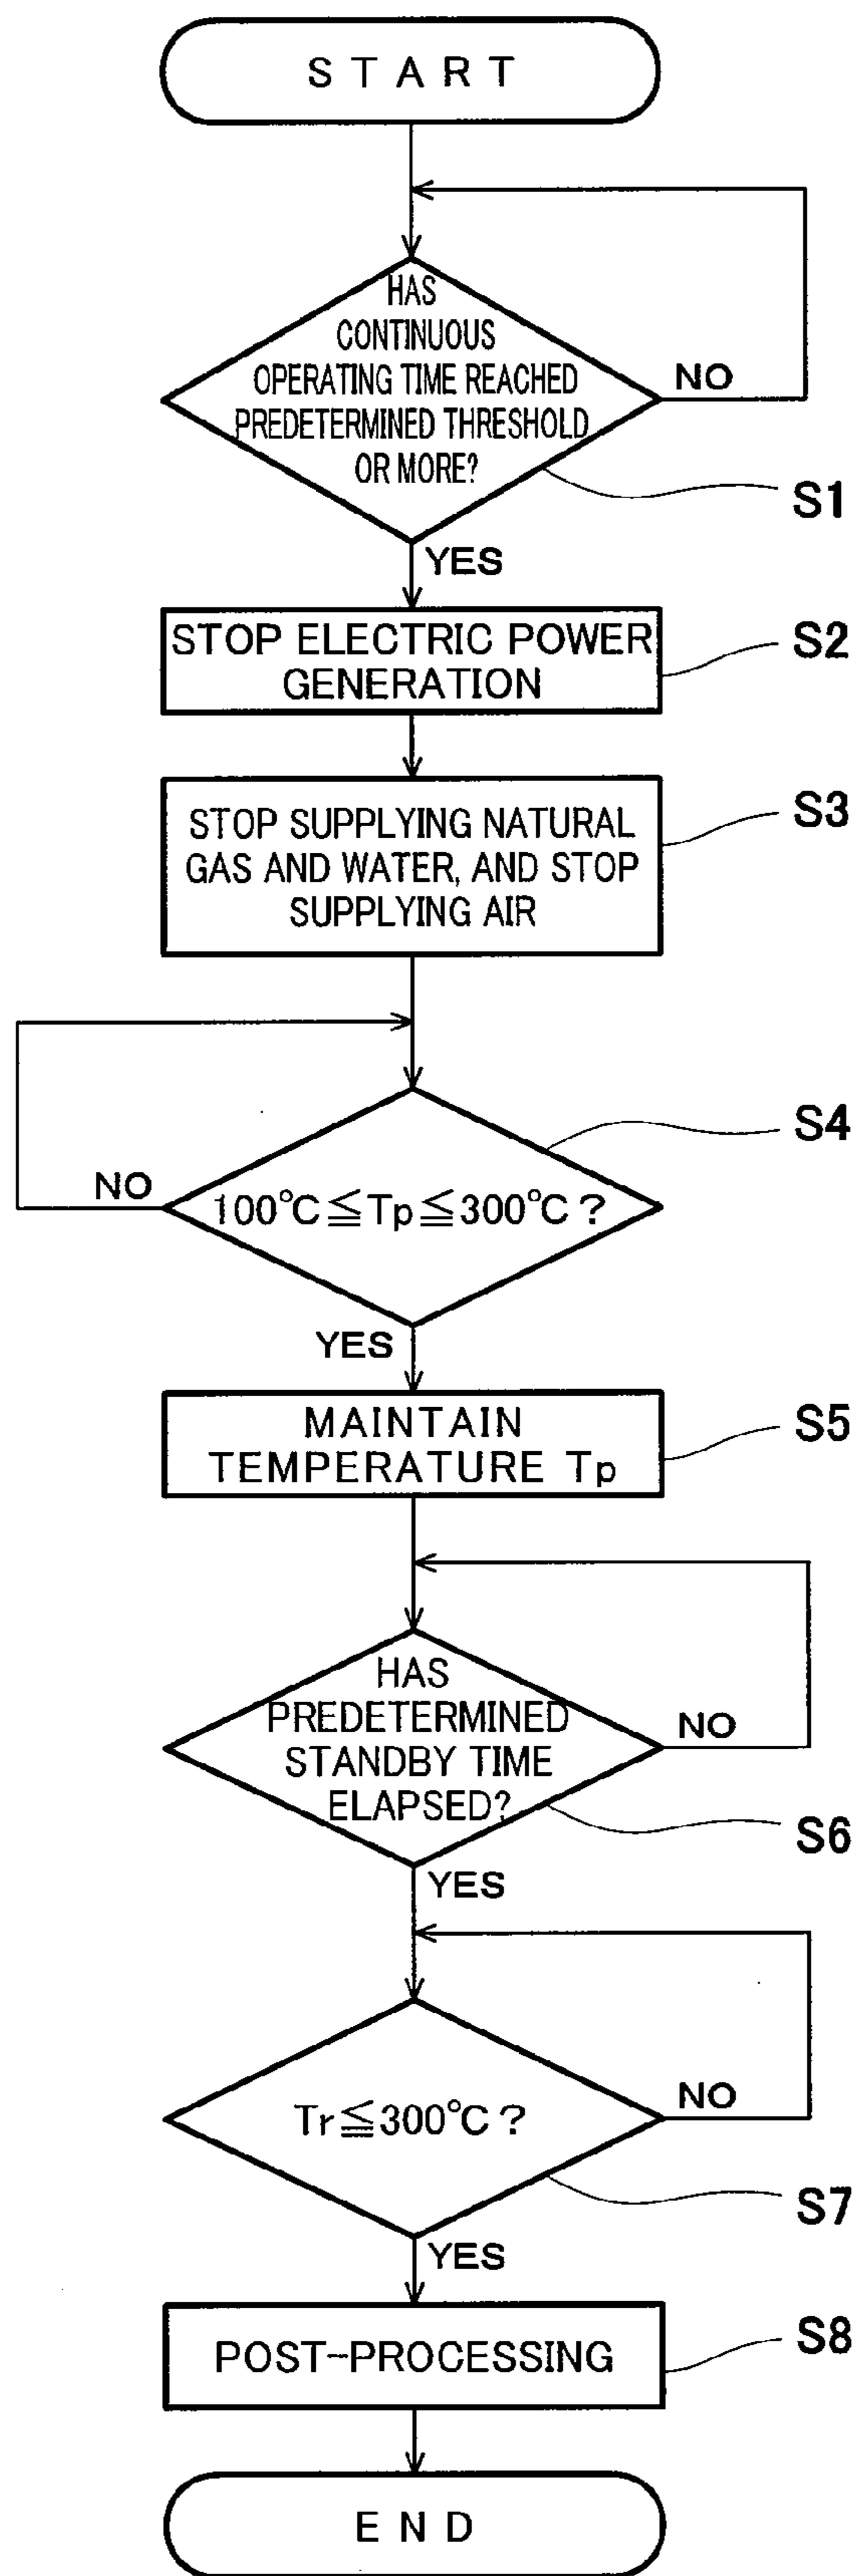 START
HAS
CONTINUOUS
OPERATING TIME REACHED
PREDETERMINED THRESHOLD
OR MORE?
NO
S1
YES
STOP ELECTRIC POWER
GENERATION
S2
STOP SUPPLYING NATURAL
GAS AND WATER, AND STOP
SUPPLYING AIR
S3
S4
NO
100℃≦Tp≦300℃?
YES
MAINTAIN
TEMPERATURE Tp
S5
HAS
PREDETERMINED
STANDBY TIME
ELAPSED?
NO
S6
YES
Tr≦300℃?
NO
S7
YES
POST-PROCESSING
S8
END